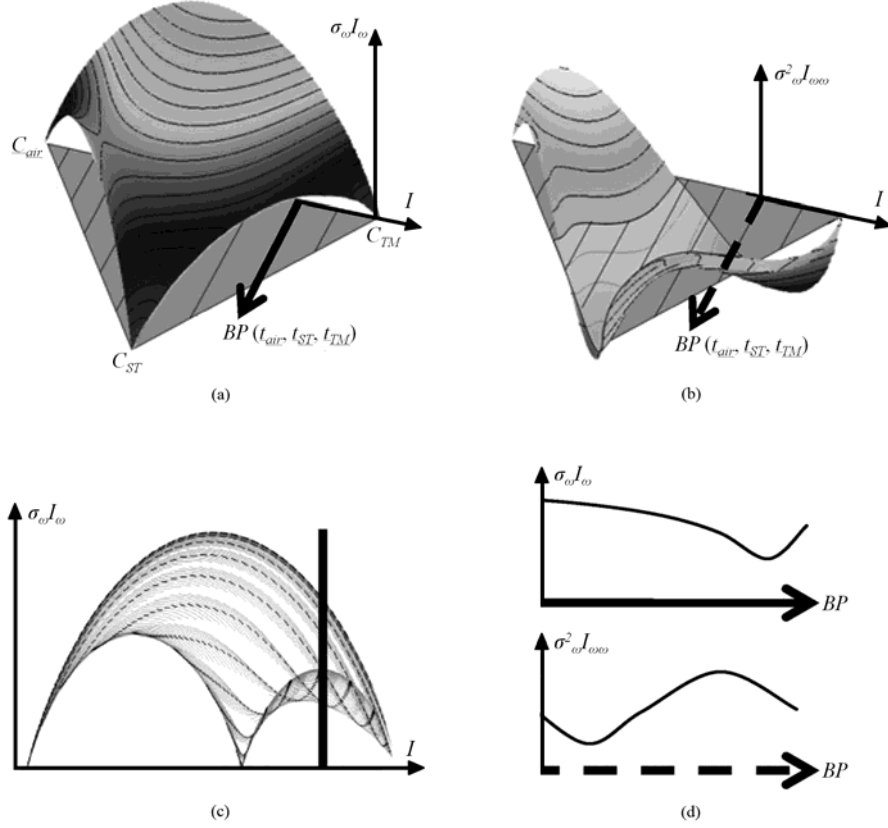 σωIω
C_air
I
C_TM
BP (t_air, t_ST, t_TM)
C_ST
(a)
σ²ωIωω
I
BP (t_air, t_ST, t_TM)
(b)
σωIω
I
(c)
σωIω
BP
σ²ωIωω
BP
(d)